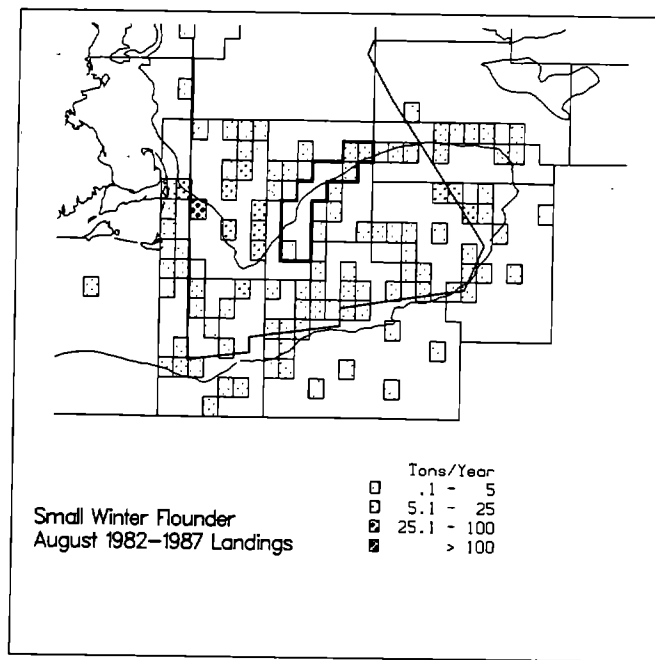 Tons/Year
.1 - 5
5.1 - 25
25.1 - 100
> 100
Small Winter Flounder
August 1982-1987 Landings